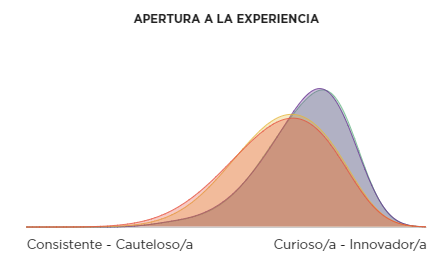 APERTURA A LA EXPERIENCIA
Consistente - Cauteloso/a
Curioso/a - Innovador/a